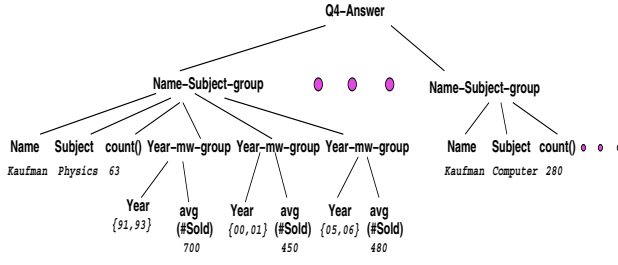 Q4-Answer
Name-Subject-group Name-Subject-group
Name Subject count() Year-mw-group Year-mw-group Year-mw-group Name Subject count()
Kaufman Physics 63 Kaufman Computer 280
Year avg Year avg Year avg
{91,93} (#Sold) {00,01} (#Sold) {05,06} (#Sold)
700 450 480